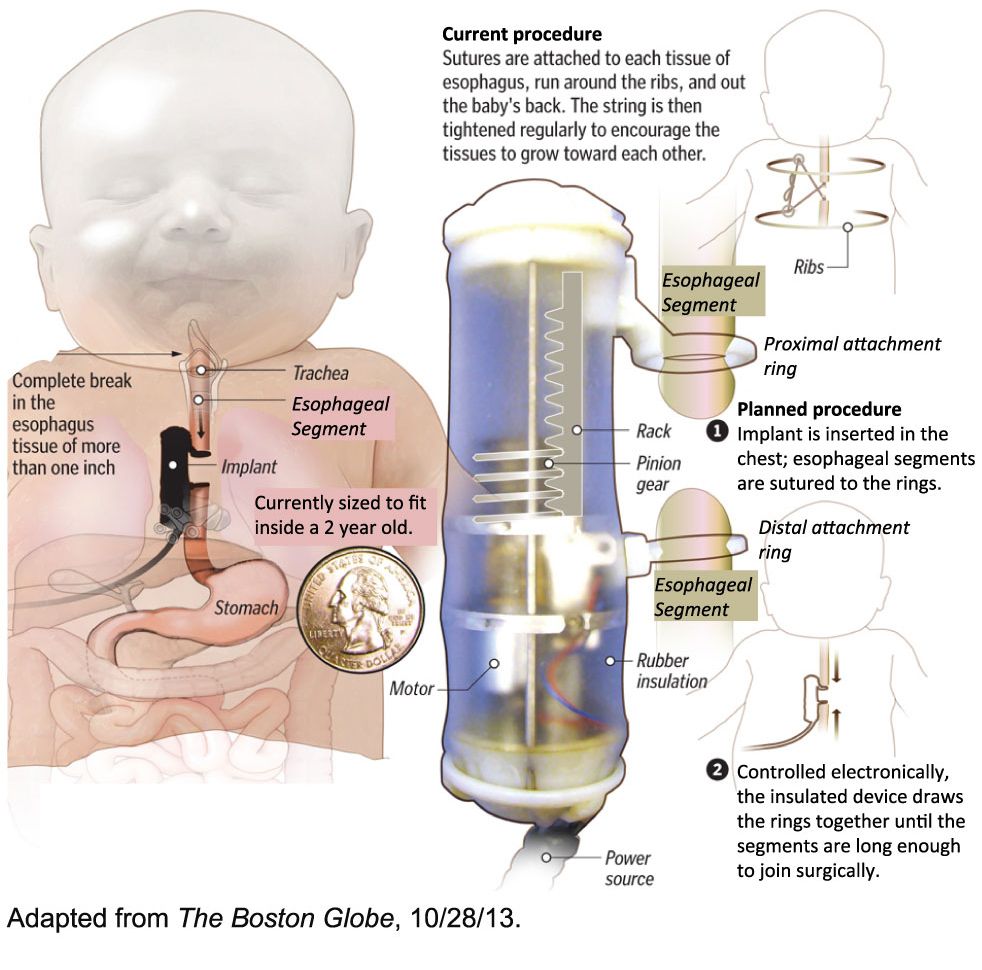 Current procedure
Sutures are attached to each tissue of
esophagus, run around the ribs, and out
the baby's back. The string is then
tightened regularly to encourage the
tissues to grow toward each other.
Ribs
Complete break
in the
esophagus
tissue of more
than one inch
Trachea
Esophageal
Segment
Implant
Currently sized to fit
inside a 2 year old.
Stomach
UNITED STATES OF AMERICA
LIBERTY
QUARTER DOLLAR
Esophageal
Segment
Proximal attachment
ring
Rack
Pinion
gear
1 Planned procedure
Implant is inserted in the
chest; esophageal segments
are sutured to the rings.
Distal attachment
ring
Esophageal
Segment
Motor
Rubber
insulation
2 Controlled electronically,
the insulated device draws
the rings together until the
segments are long enough
to join surgically.
Power
source
Adapted from The Boston Globe, 10/28/13.